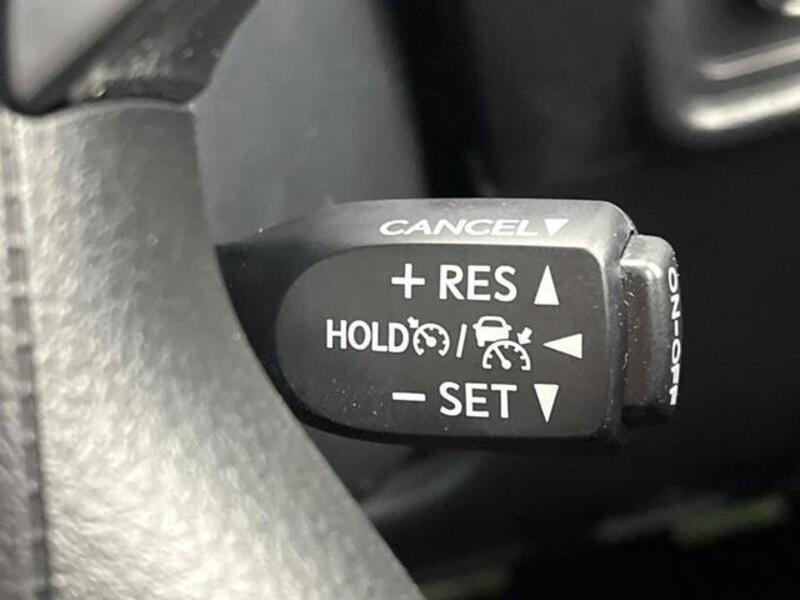 CANCEL▼
+ RES ▲
HOLD / ◀
− SET ▼
ON-OFF